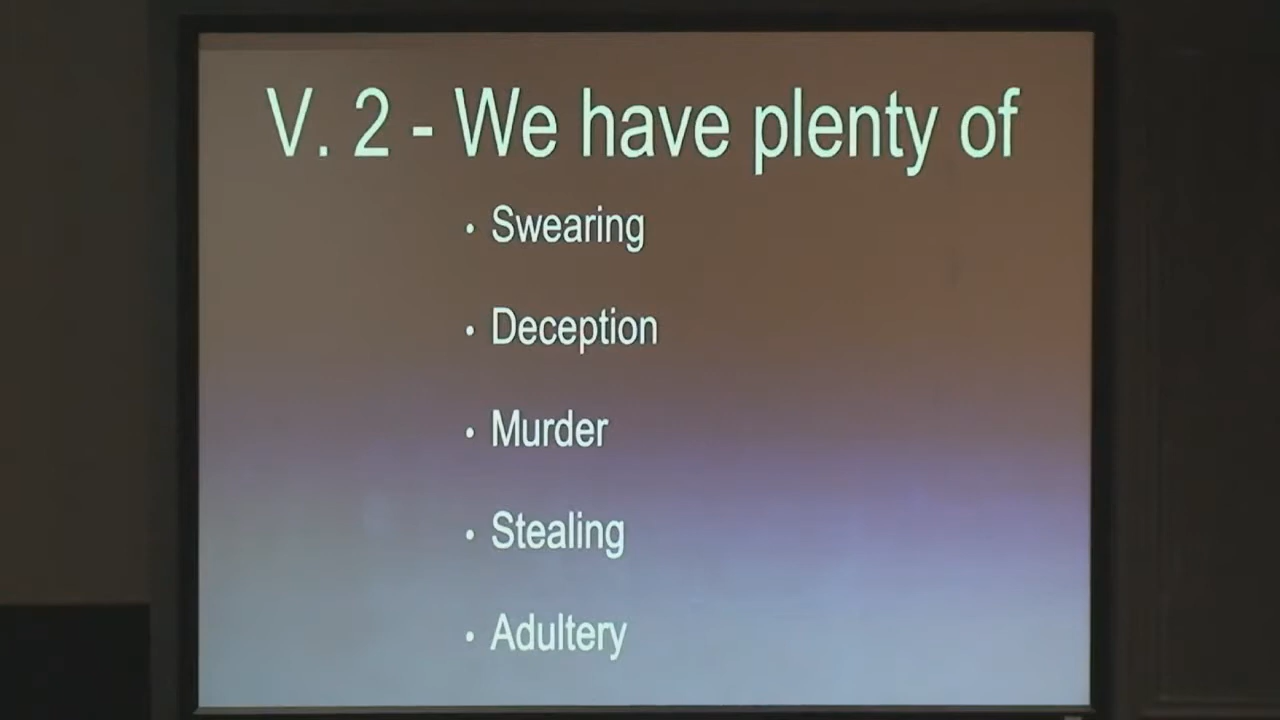 V. 2 - We have plenty of
• Swearing
• Deception
• Murder
• Stealing
• Adultery